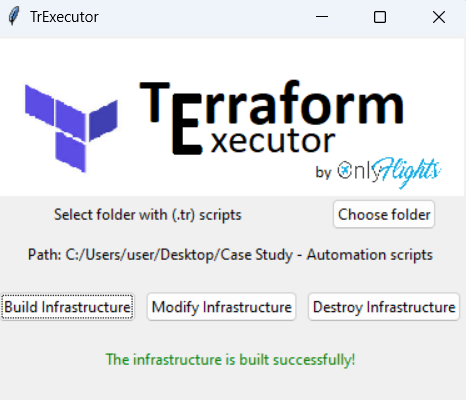 TrExecutor
Terraform
Executor
by OnlyFlights
Select folder with (.tr) scripts
Choose folder
Path: C:/Users/user/Desktop/Case Study - Automation scripts
Build Infrastructure
Modify Infrastructure
Destroy Infrastructure
The infrastructure is built successfully!